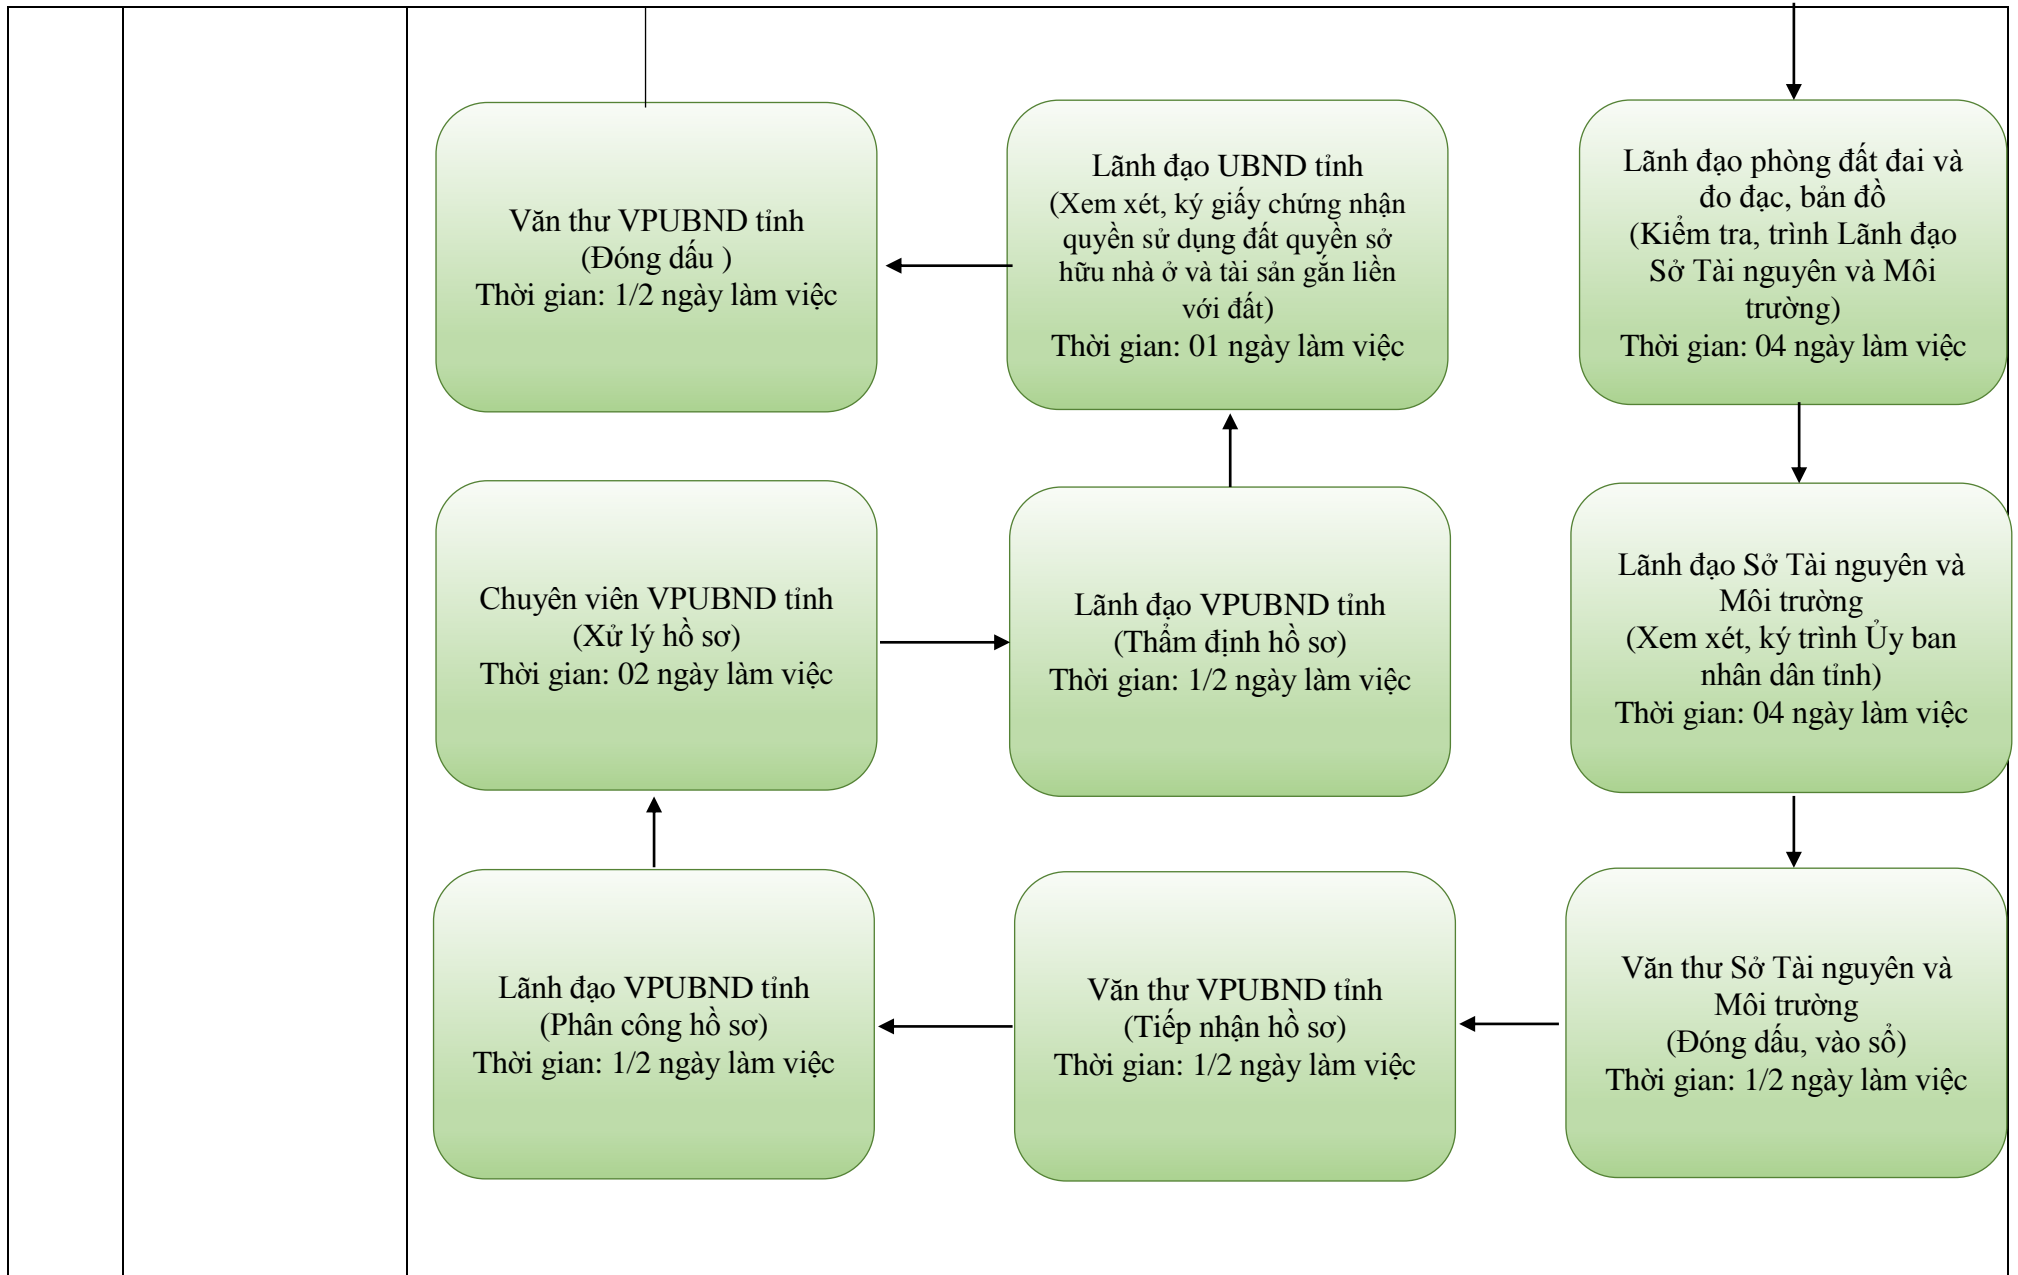 Văn thư VPUBND tỉnh
(Đóng dấu )
Thời gian: 1/2 ngày làm việc
Lãnh đạo UBND tỉnh
(Xem xét, ký giấy chứng nhận
quyền sử dụng đất quyền sở
hữu nhà ở và tài sản gắn liền
với đất)
Thời gian: 01 ngày làm việc
Lãnh đạo phòng đất đai và
đo đạc, bản đồ
(Kiểm tra, trình Lãnh đạo
Sở Tài nguyên và Môi
trường)
Thời gian: 04 ngày làm việc
Chuyên viên VPUBND tỉnh
(Xử lý hồ sơ)
Thời gian: 02 ngày làm việc
Lãnh đạo VPUBND tỉnh
(Thẩm định hồ sơ)
Thời gian: 1/2 ngày làm việc
Lãnh đạo Sở Tài nguyên và
Môi trường
(Xem xét, ký trình Ủy ban
nhân dân tỉnh)
Thời gian: 04 ngày làm việc
Lãnh đạo VPUBND tỉnh
(Phân công hồ sơ)
Thời gian: 1/2 ngày làm việc
Văn thư VPUBND tỉnh
(Tiếp nhận hồ sơ)
Thời gian: 1/2 ngày làm việc
Văn thư Sở Tài nguyên và
Môi trường
(Đóng dấu, vào sổ)
Thời gian: 1/2 ngày làm việc